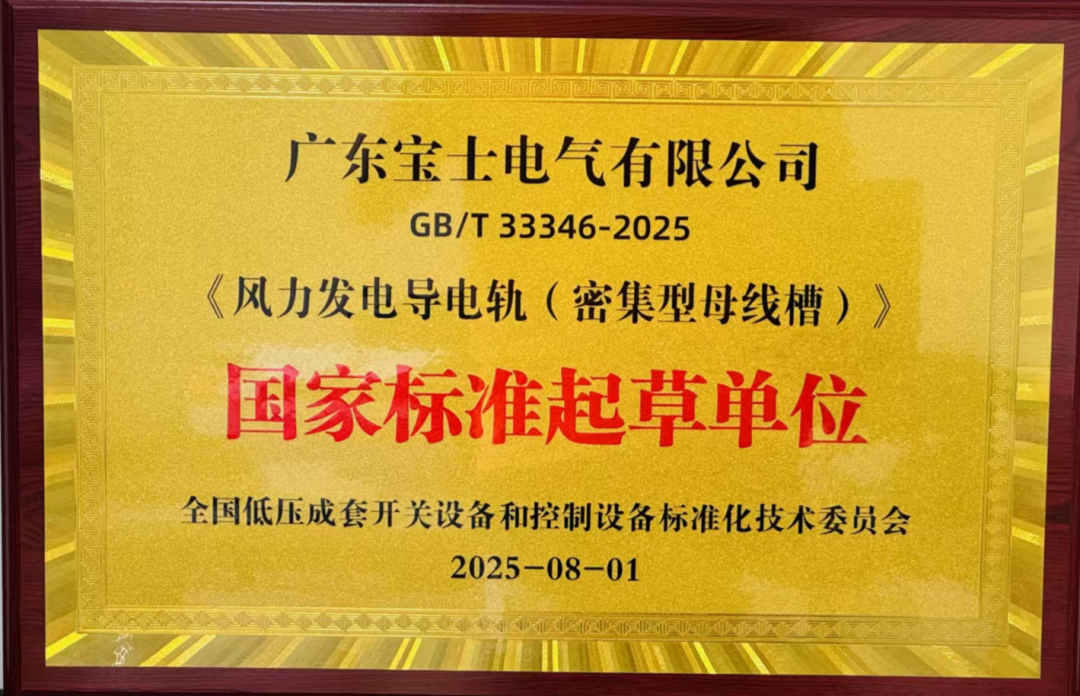 广东宝士电气有限公司
GB/T 33346-2025
《风力发电导电轨（密集型母线槽）》
国家标准起草单位
全国低压成套开关设备和控制设备标准化技术委员会
2025-08-01